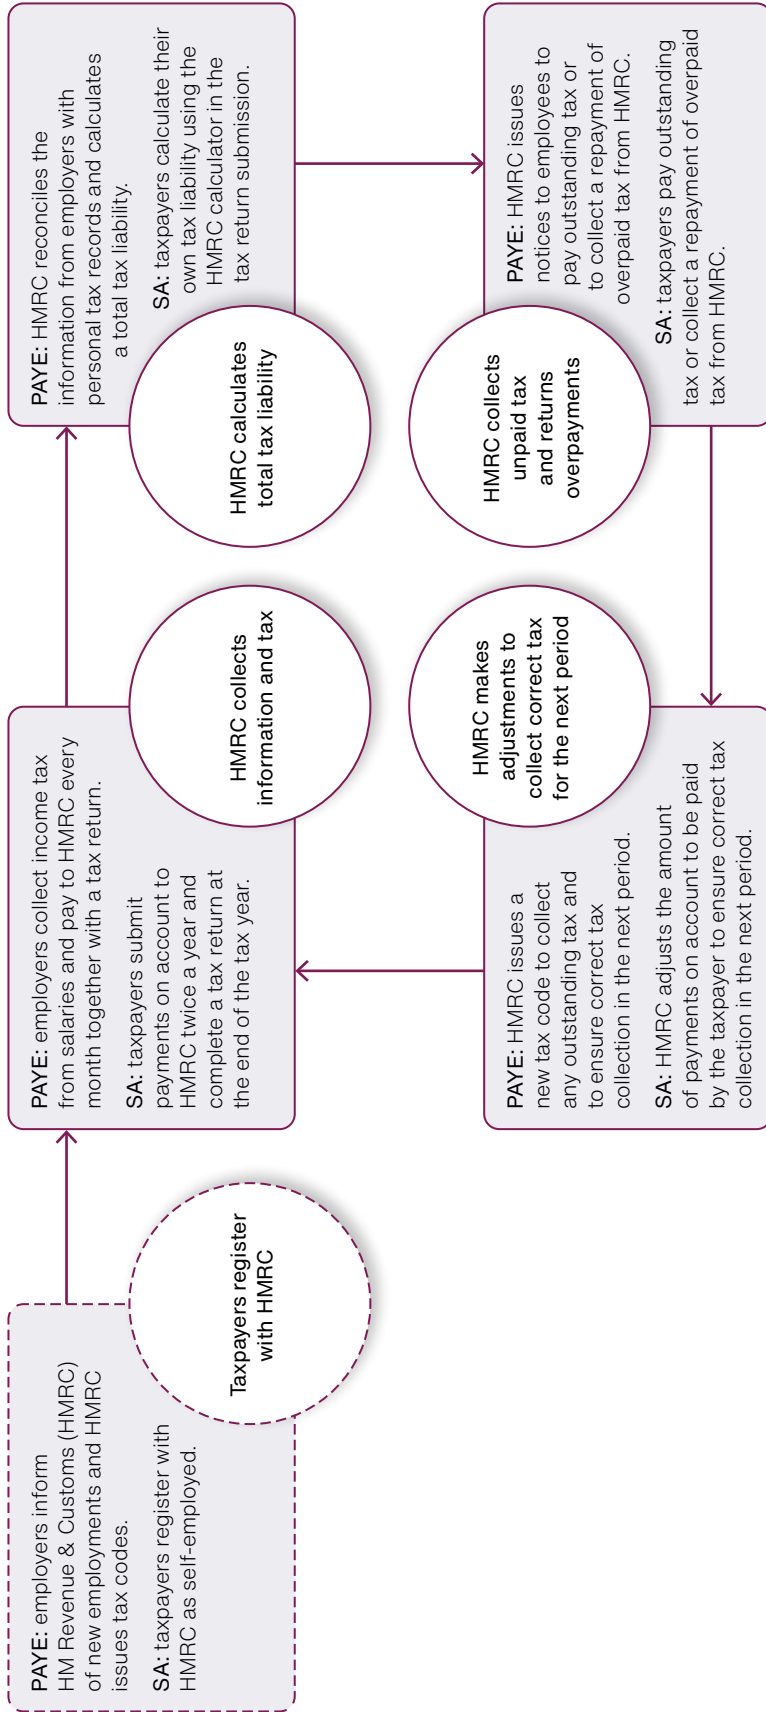 PAYE: employers inform
HM Revenue & Customs (HMRC)
of new employments and HMRC
issues tax codes.
SA: taxpayers register with
HMRC as self-employed.
Taxpayers register
with HMRC
PAYE: employers collect income tax
from salaries and pay to HMRC every
month together with a tax return.
SA: taxpayers submit
payments on account to
HMRC twice a year and
complete a tax return at
the end of the tax year.
HMRC collects
information and tax
PAYE: HMRC reconciles the
information from employers with
personal tax records and calculates
a total tax liability.
SA: taxpayers calculate their
own tax liability using the
HMRC calculator in the
tax return submission.
HMRC calculates
total tax liability
PAYE: HMRC issues
notices to employees to
pay outstanding tax or
to collect a repayment of
overpaid tax from HMRC.
SA: taxpayers pay outstanding
tax or collect a repayment of overpaid
tax from HMRC.
HMRC collects
unpaid tax
and returns
overpayments
PAYE: HMRC issues a
new tax code to collect
any outstanding tax and
to ensure correct tax
collection in the next period.
SA: HMRC adjusts the amount
of payments on account to be paid
by the taxpayer to ensure correct tax
collection in the next period.
HMRC makes
adjustments to
collect correct tax
for the next period